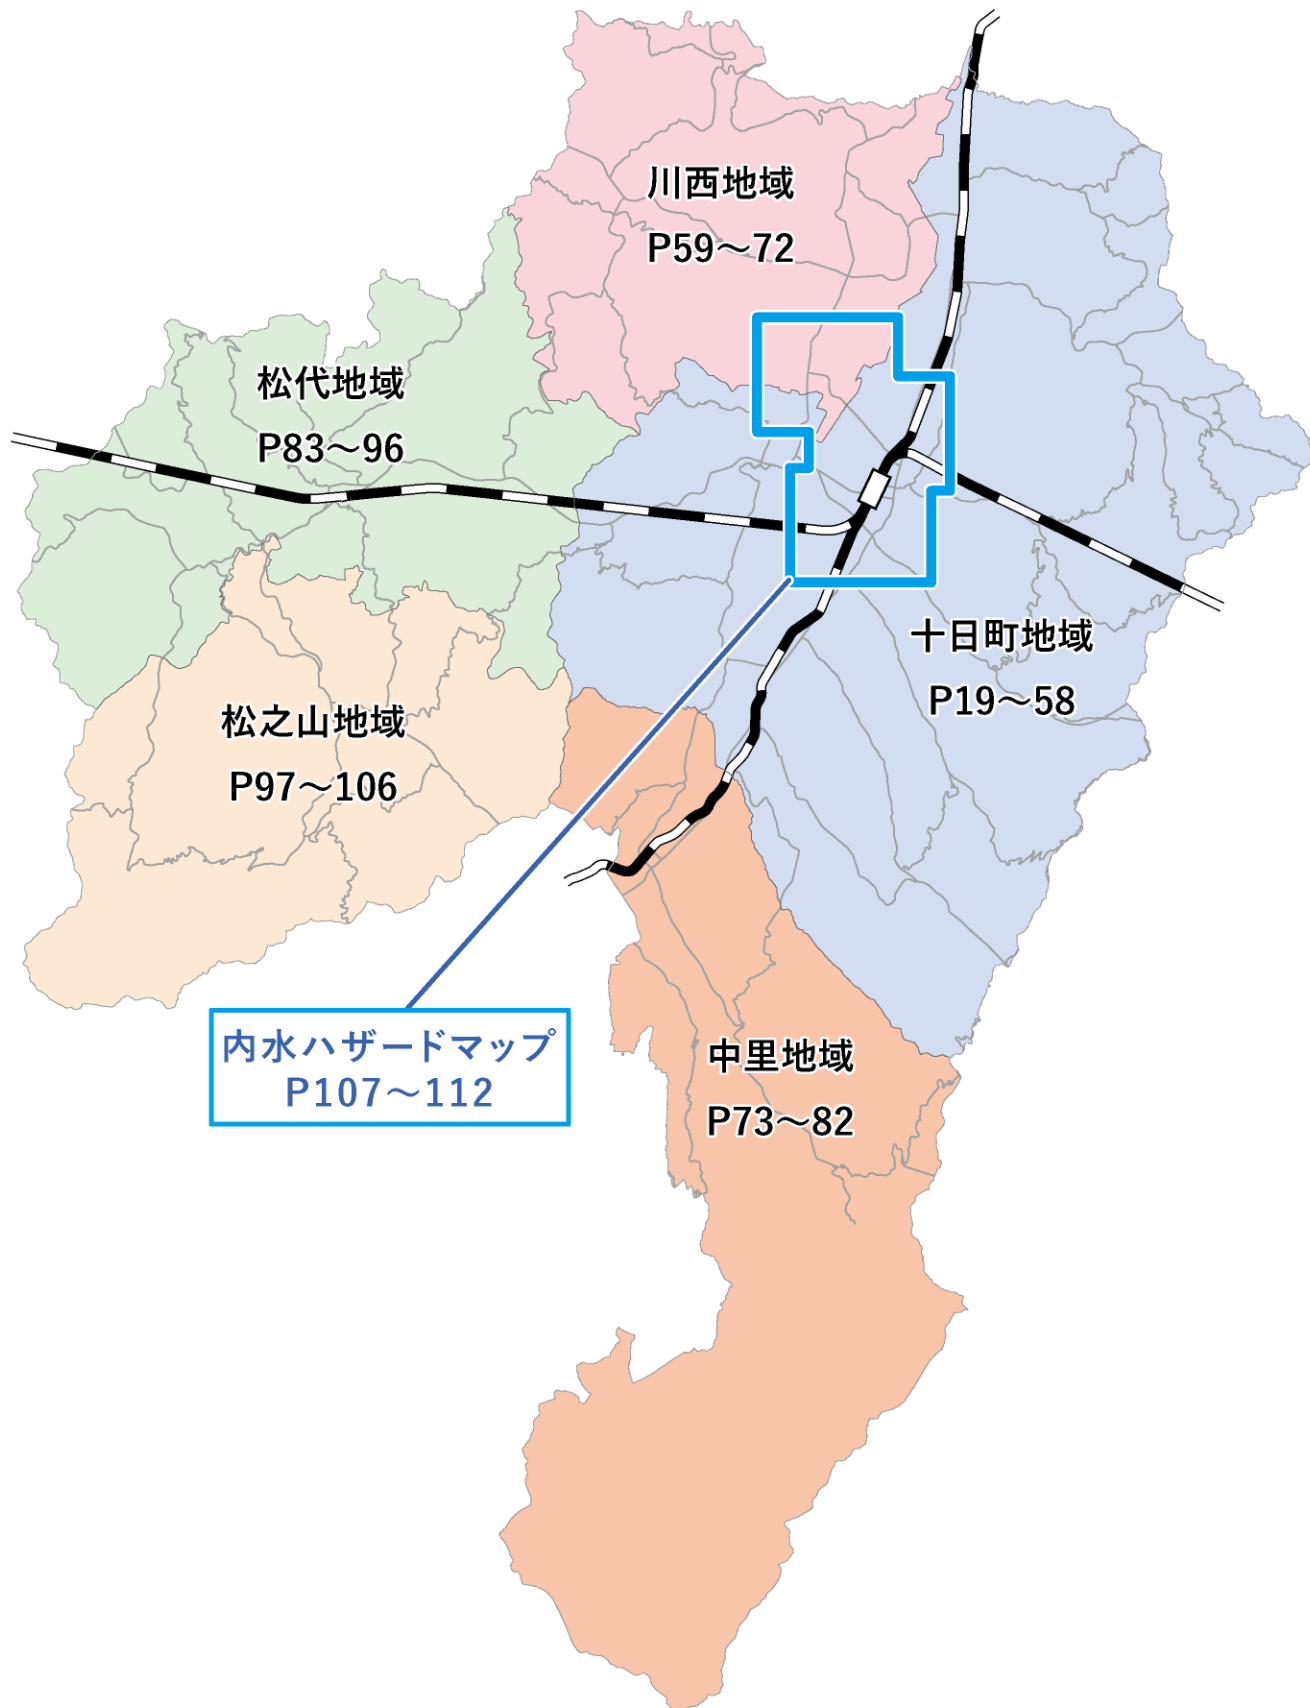 川西地域
P59～72
松代地域
P83～96
十日町地域
P19～58
松之山地域
P97～106
内水ハザードマップ
P107～112
中里地域
P73～82